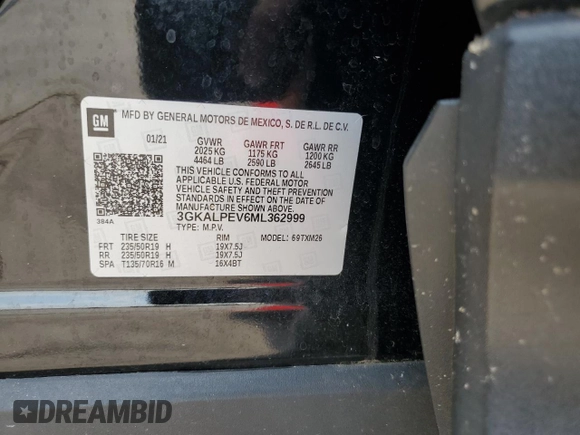 GM
MFD BY GENERAL MOTORS DE MEXICO, S. DE R.L. DE C.V.
01/21 GVWR GAWR FRT GAWR RR
2025 KG 1175 KG 1200 KG
4464 LB 2590 LB 2645 LB
THIS VEHICLE CONFORMS TO ALL
APPLICABLE U.S. FEDERAL MOTOR
VEHICLE SAFETY AND THEFT PREVENTION
STANDARDS IN EFFECT ON THE DATE OF
MANUFACTURE SHOWN ABOVE.
384A 3GKALPEV6ML362999
TYPE: M.P.V.
TIRE SIZE RIM MODEL: 69TXM26
FRT 235/50R19 H 19X7.5J
RR 235/50R19 H 19X7.5J
SPA T135/70R16 M 16X4BT
DREAMBID